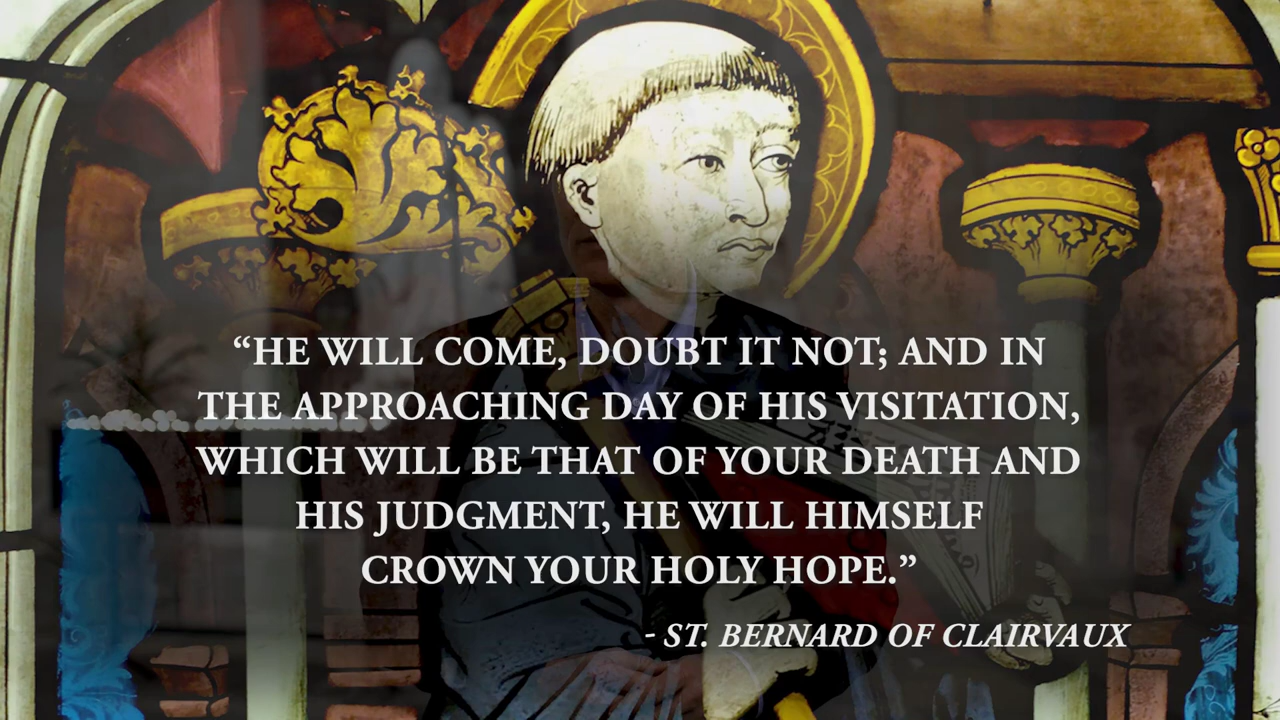 “HE WILL COME, DOUBT IT NOT; AND IN
THE APPROACHING DAY OF HIS VISITATION,
WHICH WILL BE THAT OF YOUR DEATH AND
HIS JUDGMENT, HE WILL HIMSELF
CROWN YOUR HOLY HOPE.”
- ST. BERNARD OF CLAIRVAUX